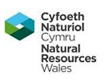 Cyfoeth
Naturiol
Cymru
Natural
Resources
Wales